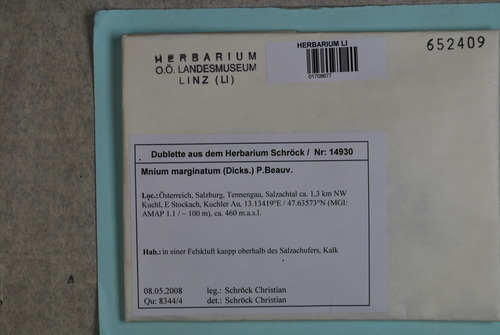 HERBARIUM
O.Ö. LANDESMUSEUM
LINZ (LI)
HERBARIUM LI
01708677
652409
Dublette aus dem Herbarium Schröck / Nr: 14930
Mnium marginatum (Dicks.) P.Beauv.
Loc.: Österreich, Salzburg, Tennengau, Salzachtal ca. 1,3 km NW
Kuchl, E Stockach, Kuchler Au, 13.13419°E / 47.63573°N (MGI:
AMAP 1.1 / ~ 100 m), ca. 460 m.a.s.l.
Hab.: in einer Felskluft kanpp oberhalb des Salzachufers, Kalk
08.05.2008 leg.: Schröck Christian
Qu: 8344/4 det.: Schröck Christian